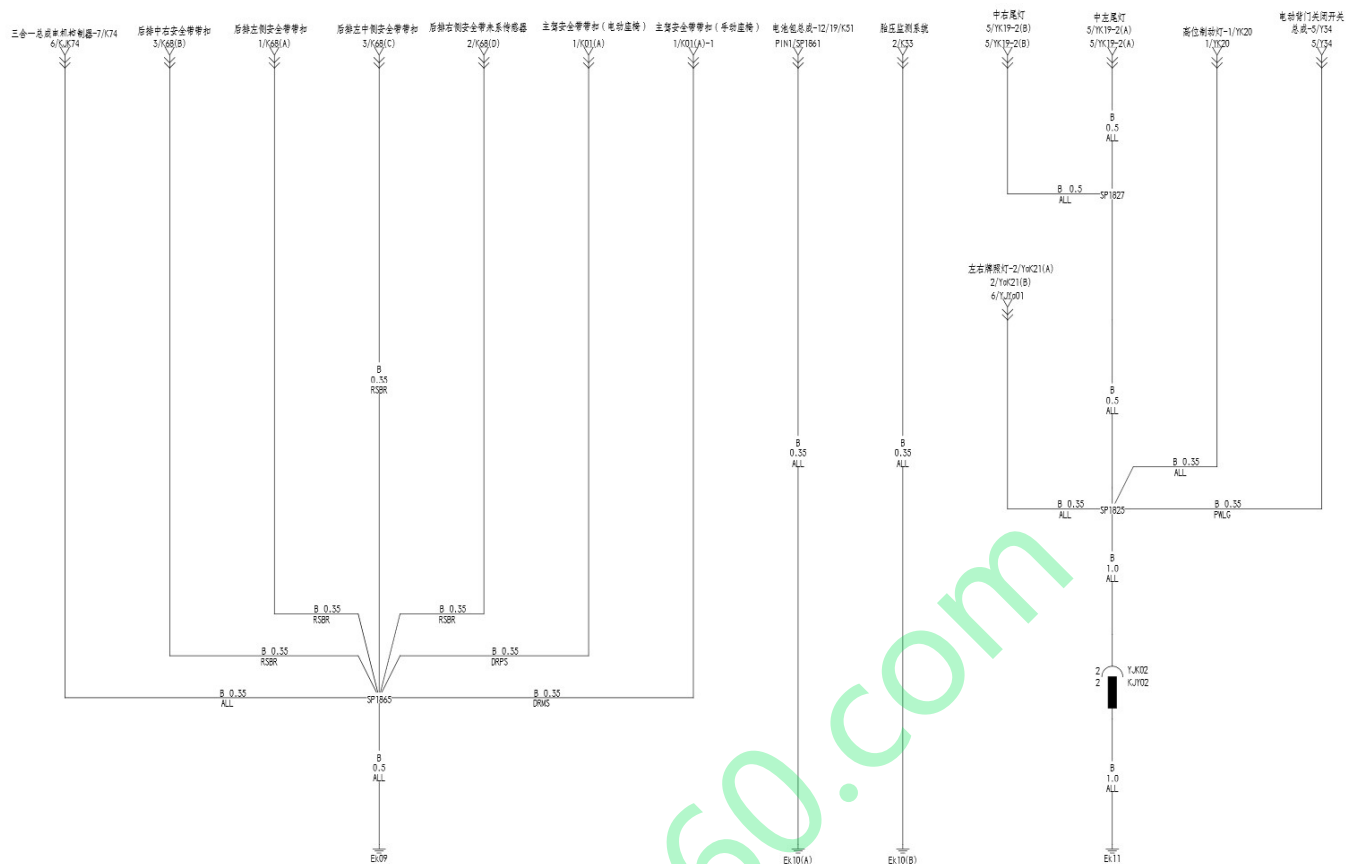 三合一总成电机控制器-7/K74
6/KJK74
后排中右安全带带扣
3/K68(B)
后排左侧安全带带扣
1/K68(A)
后排左中侧安全带带扣
3/K68(C)
后排右侧安全带未系传感器
2/K68(D)
主驾安全带带扣(电动座椅)
1/K01(A)
主驾安全带带扣(手动座椅)
1/K01(A)-1
电池包总成-12/19/K51
PIN1/SP1861
胎压监测系统
2/K33
中右尾灯
5/YK19-2(B)
5/YK19-2(B)
中左尾灯
5/YK19-2(A)
5/YK19-2(A)
高位制动灯-1/YK20
1/YK20
电动背门关闭开关
总成-5/Y34
5/Y34
B
0.5
ALL
B 0.5
ALL
SP1827
左右牌照灯-2/YaK21(A)
2/YaK21(B)
6/YJYa01
B
0.35
RSBR
B
0.5
ALL
B
0.35
ALL
B
0.35
ALL
B 0.35
ALL
B 0.35
ALL
SP1825
B 0.35
PWLG
B
1.0
ALL
B 0.35
RSBR
B 0.35
RSBR
B 0.35
RSBR
B 0.35
DRPS
2 YJK02
2 KJY02
B 0.35
ALL
SP1865
B 0.35
DRMS
B
0.5
ALL
B
1.0
ALL
Ek09
Ek10(A)
Ek10(B)
Ek11
60.com